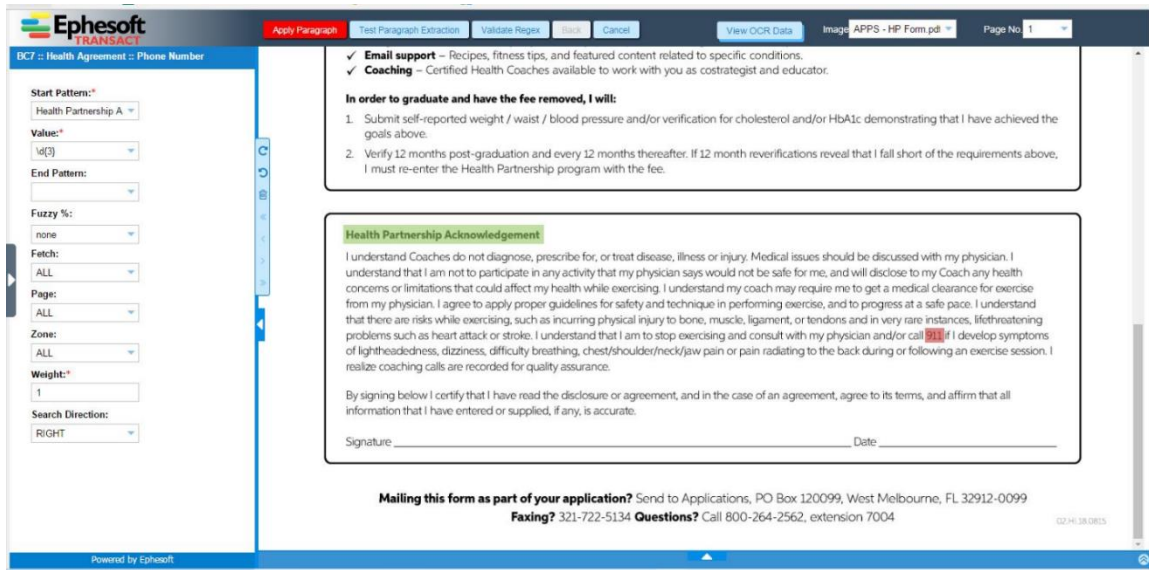 Ephesoft
TRANSACT
Apply Paragraph
Test Paragraph Extraction
Validate Regex
Back
Cancel
View OCR Data
Image APPS - HP Form.pdf
Page No. 1
BC7 :: Health Agreement :: Phone Number
Start Pattern:*
Health Partnership A
Value:*
\d{3}
End Pattern:
Fuzzy %:
none
Fetch:
ALL
Page:
ALL
Zone:
ALL
Weight:*
1
Search Direction:
RIGHT
Powered by Ephesoft
✓ Email support – Recipes, fitness tips, and featured content related to specific conditions.
✓ Coaching – Certified Health Coaches available to work with you as costrategist and educator.
In order to graduate and have the fee removed, I will:
1. Submit self-reported weight / waist / blood pressure and/or verification for cholesterol and/or HbA1c demonstrating that I have achieved the
goals above.
2. Verify 12 months post-graduation and every 12 months thereafter. If 12 month reverifications reveal that I fall short of the requirements above,
I must re-enter the Health Partnership program with the fee.
Health Partnership Acknowledgement
I understand Coaches do not diagnose, prescribe for, or treat disease, illness or injury. Medical issues should be discussed with my physician. I
understand that I am not to participate in any activity that my physician says would not be safe for me, and will disclose to my Coach any health
concerns or limitations that could affect my health while exercising. I understand my coach may require me to get a medical clearance for exercise
from my physician. I agree to apply proper guidelines for safety and technique in performing exercise, and to progress at a safe pace. I understand
that there are risks while exercising, such as incurring physical injury to bone, muscle, ligament, or tendons and in very rare instances, lifethreatening
problems such as heart attack or stroke. I understand that I am to stop exercising and consult with my physician and/or call 911 if I develop symptoms
of lightheadedness, dizziness, difficulty breathing, chest/shoulder/neck/jaw pain or pain radiating to the back during or following an exercise session. I
realize coaching calls are recorded for quality assurance.
By signing below I certify that I have read the disclosure or agreement, and in the case of an agreement, agree to its terms, and affirm that all
information that I have entered or supplied, if any, is accurate.
Signature Date
Mailing this form as part of your application? Send to Applications, PO Box 120099, West Melbourne, FL 32912-0099
Faxing? 321-722-5134 Questions? Call 800-264-2562, extension 7004